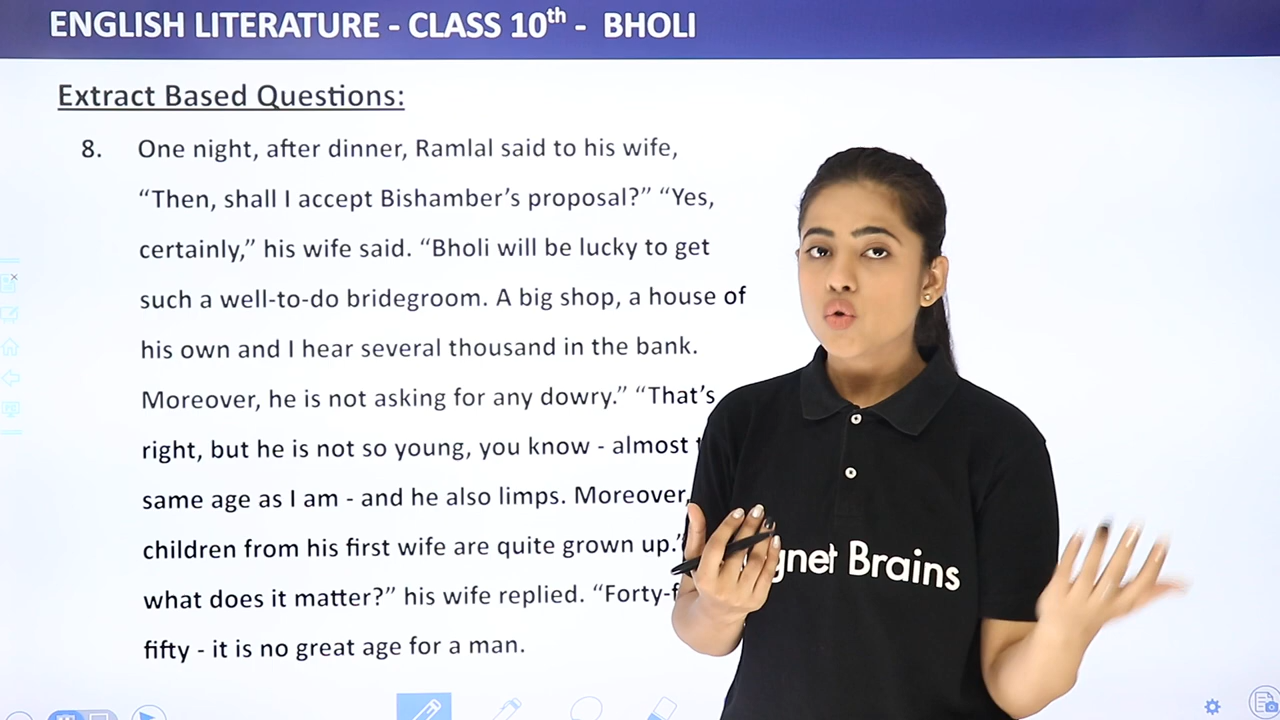 ENGLISH LITERATURE - CLASS 10th - BHOLI
Extract Based Questions:
8. One night, after dinner, Ramlal said to his wife,
“Then, shall I accept Bishamber’s proposal?” “Yes,
certainly,” his wife said. “Bholi will be lucky to get
such a well-to-do bridegroom. A big shop, a house of
his own and I hear several thousand in the bank.
Moreover, he is not asking for any dowry.” “That’s
right, but he is not so young, you know - almost
same age as I am - and he also limps. Moreover,
children from his first wife are quite grown up.”
what does it matter?” his wife replied. “Forty-
fifty - it is no great age for a man.
gnet Brains